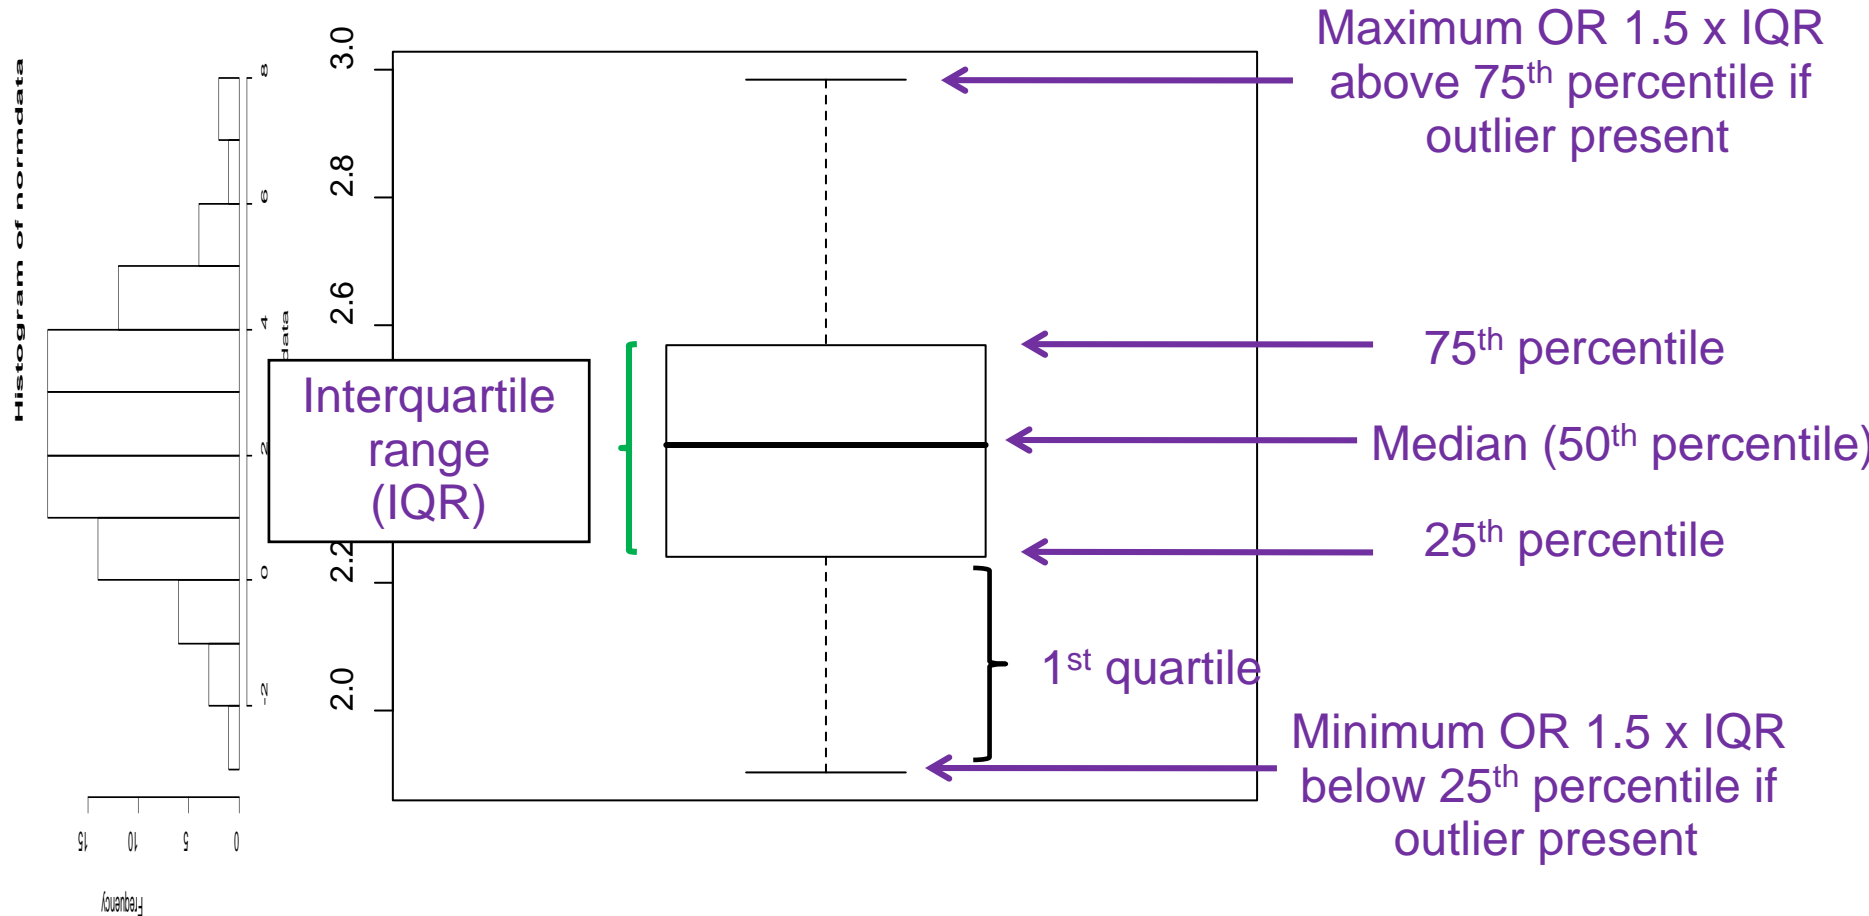 Histogram of normdata
8
6
4
2
0
-2
data
15
10
5
0
Frequency
3.0
2.8
2.6
2.2
2.0
Interquartile
range
(IQR)
Maximum OR 1.5 x IQR
above 75th percentile if
outlier present
75th percentile
Median (50th percentile)
25th percentile
1st quartile
Minimum OR 1.5 x IQR
below 25th percentile if
outlier present